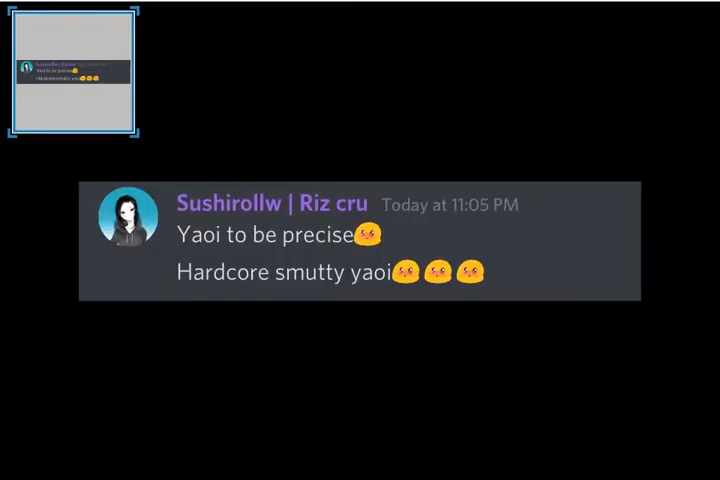 Sushirollw | Riz cru Today at 11:05 PM
Yaoi to be precise
Hardcore smutty yaoi